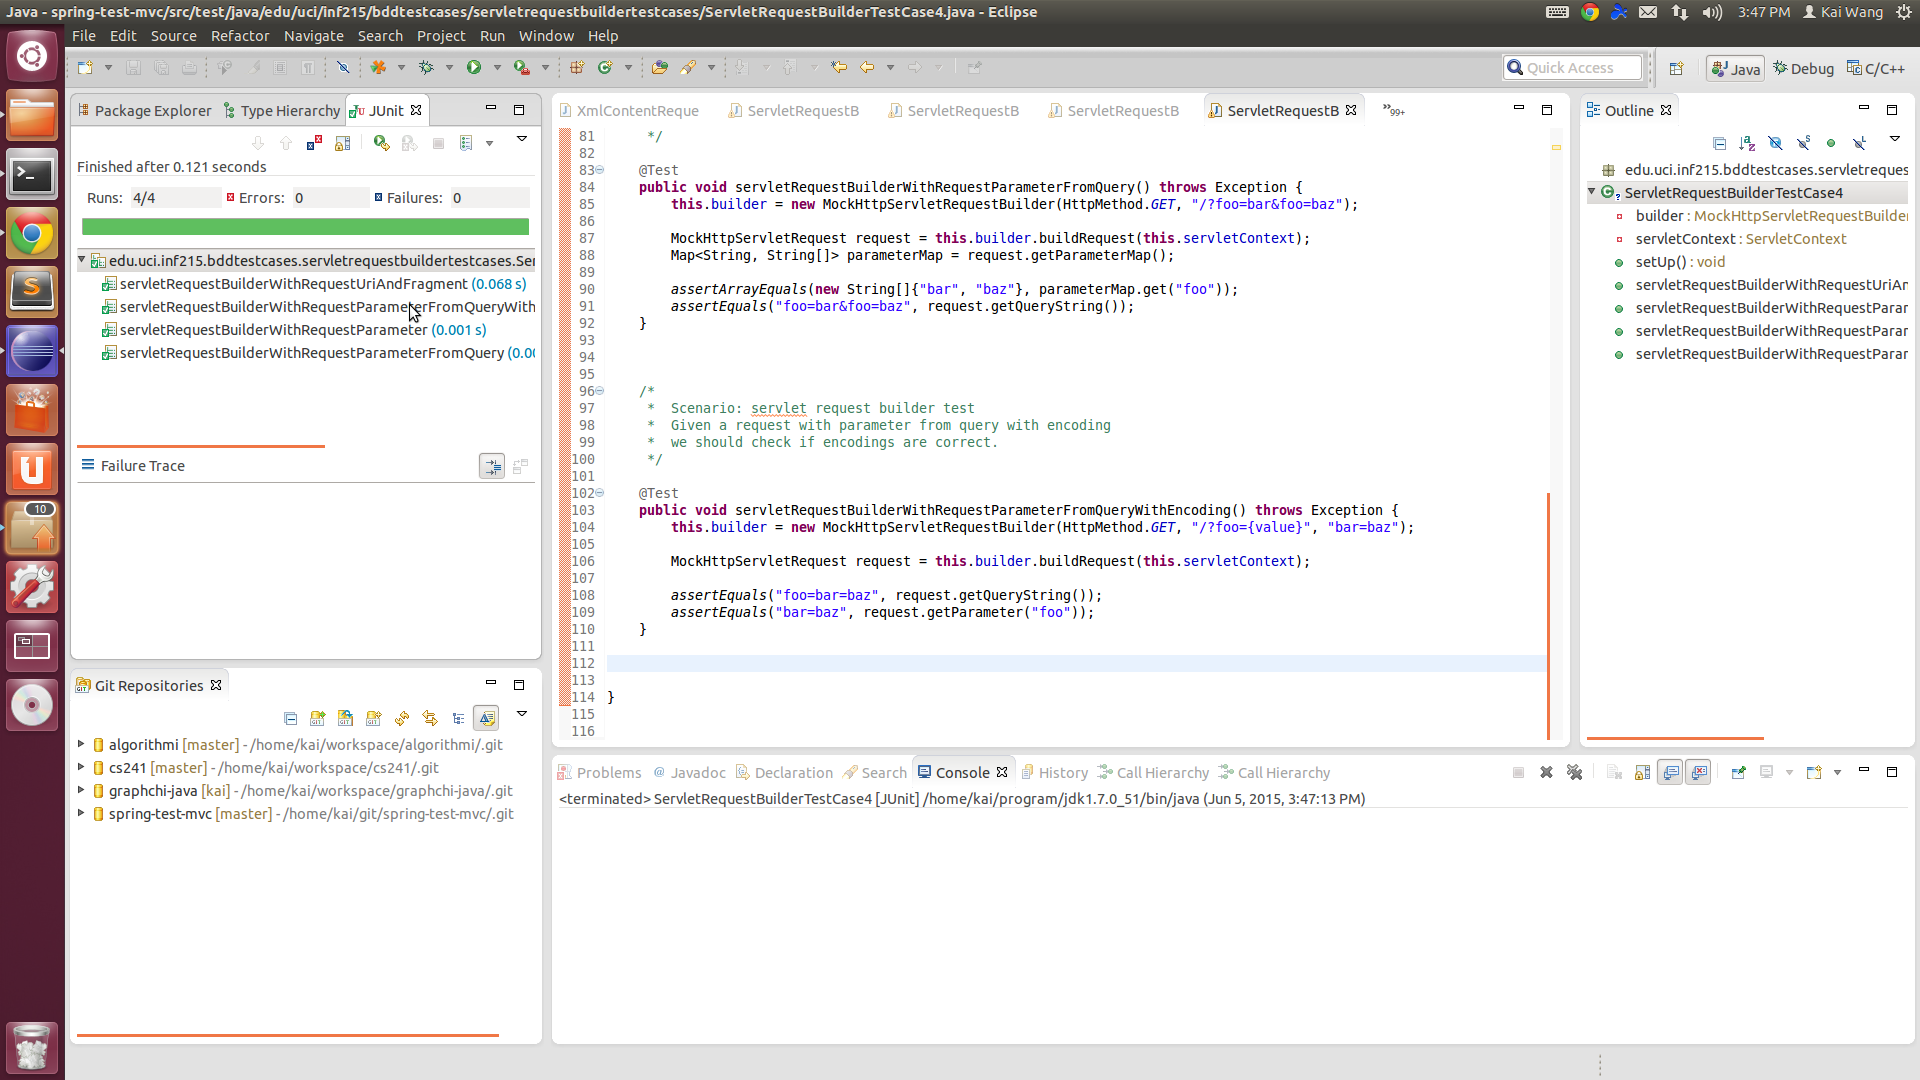 Java - spring-test-mvc/src/test/java/edu/uci/inf215/bddtestcases/servletrequestbuildertestcases/ServletRequestBuilderTestCase4.java - Eclipse
3:47 PM Kai Wang
File Edit Source Refactor Navigate Search Project Run Window Help
Quick Access Java Debug C/C++
Package Explorer Type Hierarchy JUnit
Finished after 0.121 seconds
Runs: 4/4 Errors: 0 Failures: 0
edu.uci.inf215.bddtestcases.servletrequestbuildertestcases.Ser
servletRequestBuilderWithRequestUriAndFragment (0.068 s)
servletRequestBuilderWithRequestParameterFromQueryWith
servletRequestBuilderWithRequestParameter (0.001 s)
servletRequestBuilderWithRequestParameterFromQuery (0.00
Failure Trace
10
Git Repositories
algorithmi [master] - /home/kai/workspace/algorithmi/.git
cs241 [master] - /home/kai/workspace/cs241/.git
graphchi-java [kai] - /home/kai/workspace/graphchi-java/.git
spring-test-mvc [master] - /home/kai/git/spring-test-mvc/.git
XmlContentReque ServletRequestB ServletRequestB ServletRequestB ServletRequestB »99+
81 */
82
83 @Test
84 public void servletRequestBuilderWithRequestParameterFromQuery() throws Exception {
85 this.builder = new MockHttpServletRequestBuilder(HttpMethod.GET, "/?foo=bar&foo=baz");
86
87 MockHttpServletRequest request = this.builder.buildRequest(this.servletContext);
88 Map<String, String[]> parameterMap = request.getParameterMap();
89
90 assertArrayEquals(new String[]{"bar", "baz"}, parameterMap.get("foo"));
91 assertEquals("foo=bar&foo=baz", request.getQueryString());
92 }
93
94
95
96 /*
97 * Scenario: servlet request builder test
98 * Given a request with parameter from query with encoding
99 * we should check if encodings are correct.
100 */
101
102 @Test
103 public void servletRequestBuilderWithRequestParameterFromQueryWithEncoding() throws Exception {
104 this.builder = new MockHttpServletRequestBuilder(HttpMethod.GET, "/?foo={value}", "bar=baz");
105
106 MockHttpServletRequest request = this.builder.buildRequest(this.servletContext);
107
108 assertEquals("foo=bar=baz", request.getQueryString());
109 assertEquals("bar=baz", request.getParameter("foo"));
110 }
111
112
113
114 }
115
116
Outline
edu.uci.inf215.bddtestcases.servletreques
ServletRequestBuilderTestCase4
builder : MockHttpServletRequestBuilde
servletContext : ServletContext
setUp() : void
servletRequestBuilderWithRequestUriAr
servletRequestBuilderWithRequestParar
servletRequestBuilderWithRequestParar
servletRequestBuilderWithRequestParar
Problems @ Javadoc Declaration Search Console History Call Hierarchy Call Hierarchy
<terminated> ServletRequestBuilderTestCase4 [JUnit] /home/kai/program/jdk1.7.0_51/bin/java (Jun 5, 2015, 3:47:13 PM)